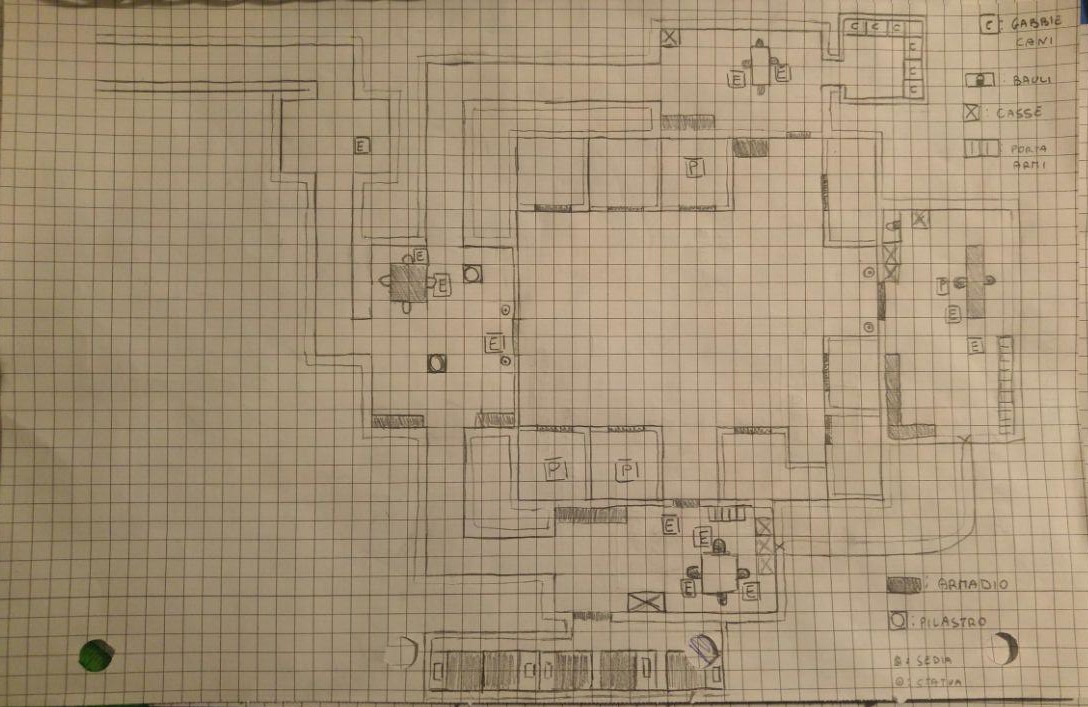 C C C
C
C
C
E
E
E
E
E
E
P
P
E
E
E
P
P
E
E
E
E
C : GABBIE
CANI
: BAULI
: CASSE
: PORTA
ARMI
: ARMADIO
: PILASTRO
: SEDIA
: STATUA